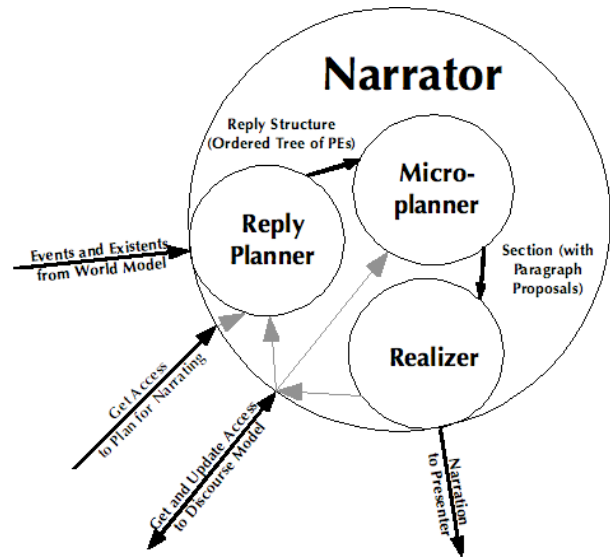 Narrator
Reply Structure
(Ordered Tree of PEs)
Micro-
planner
Reply
Planner
Events and Existents
from World Model
Section (with
Paragraph
Proposals)
Realizer
Get Access
to Plan for Narrating
Get and Update Access
to Discourse Model
Narration
to Presenter